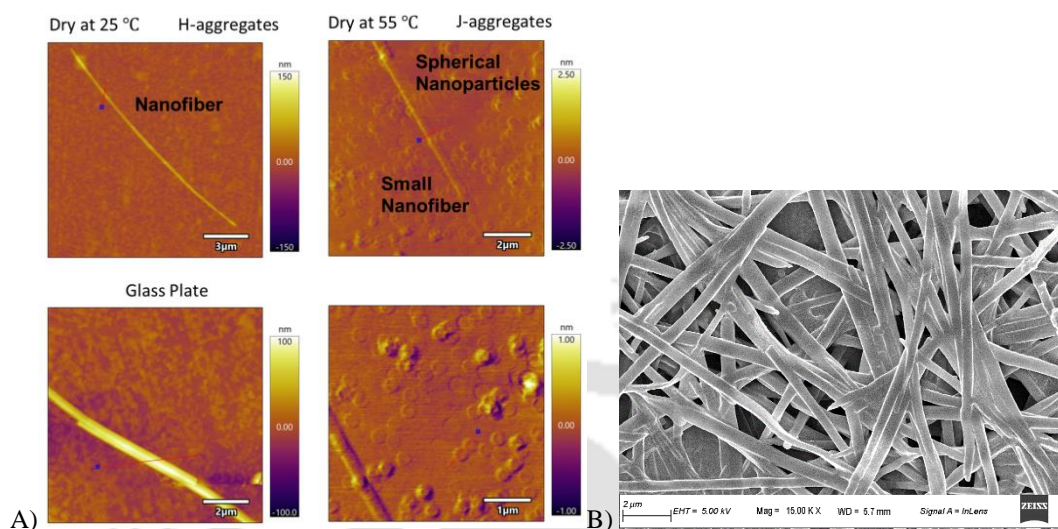 Dry at 25 °C H-aggregates
Dry at 55 °C J-aggregates
nm
150
0.00
-150
Nanofiber
3µm
nm
2.50
0.00
-2.50
Spherical
Nanoparticles
Small
Nanofiber
2µm
Glass Plate
nm
100
0.00
-100.0
2µm
nm
1.00
0.00
-1.00
1µm
A)
B)
2 µm
EHT = 5.00 kV Mag = 15.00 K X WD = 5.7 mm Signal A = InLens
ZEISS